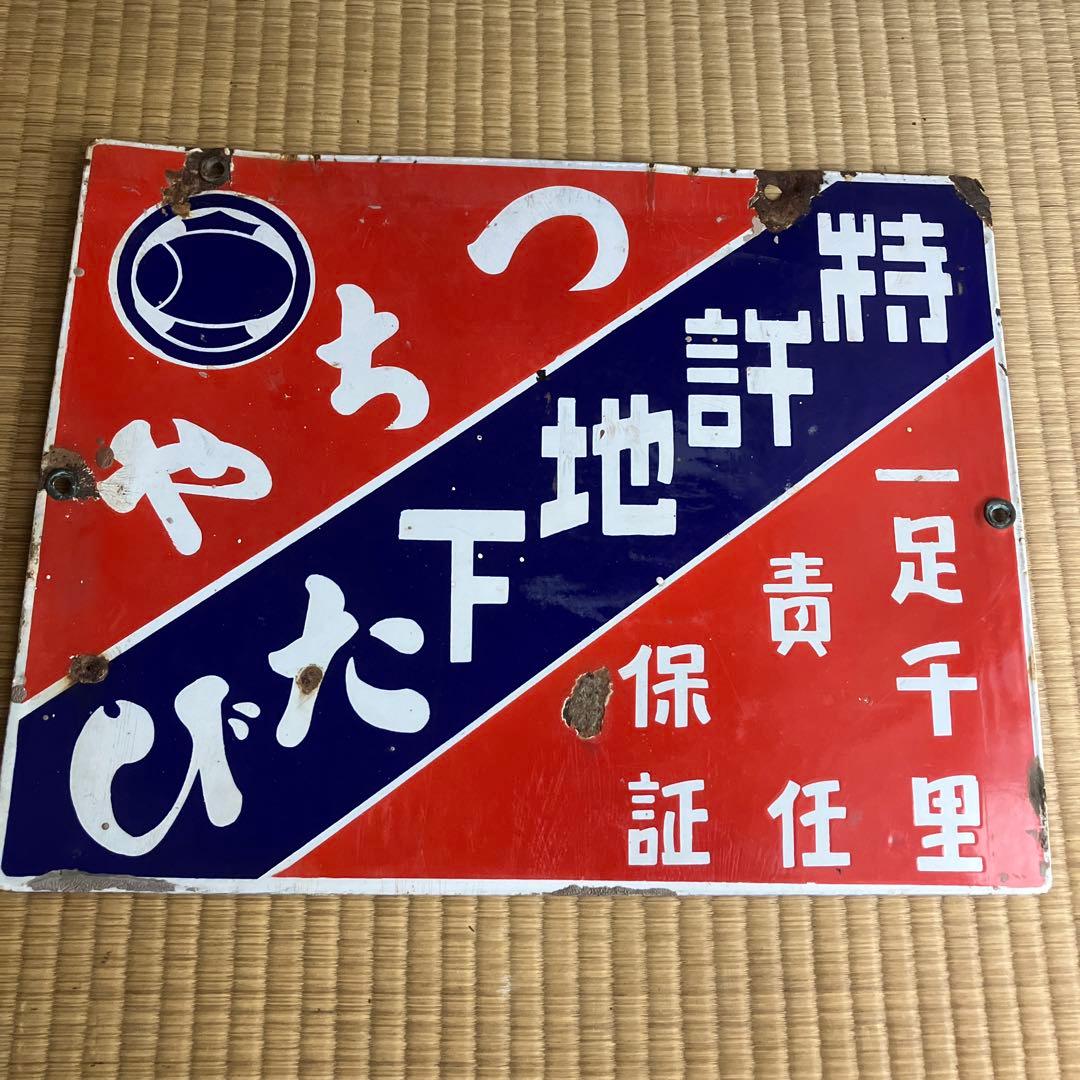 つちや
特許地下たび
一足千里
責任
保証